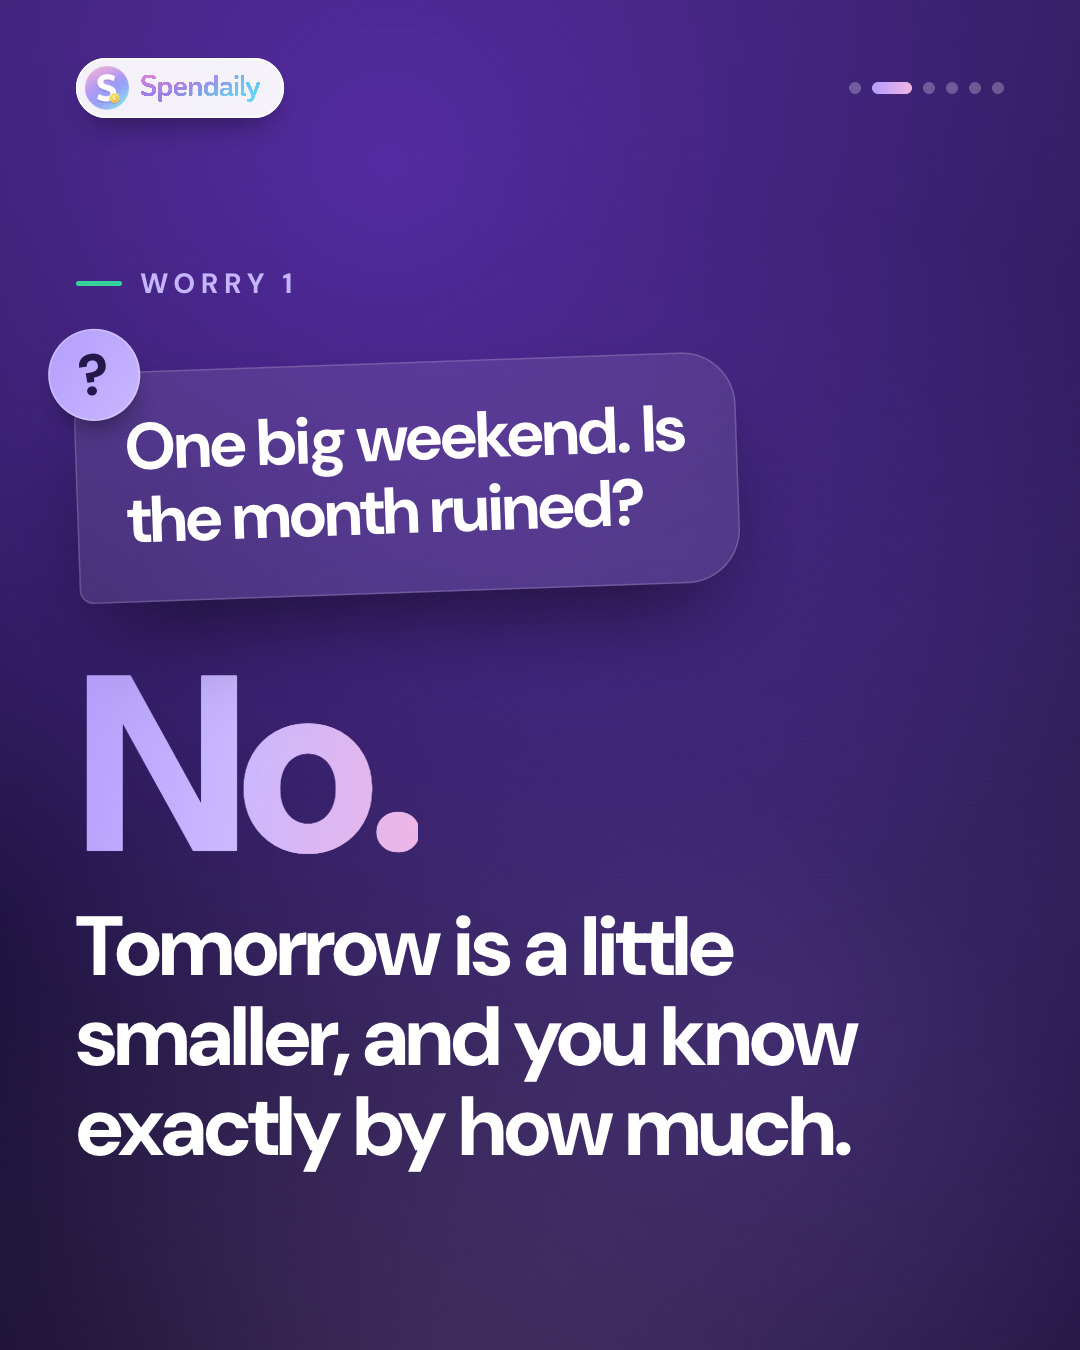 Spendaily
WORRY 1
?
One big weekend. Is
the month ruined?
No.
Tomorrow is a little
smaller, and you know
exactly by how much.